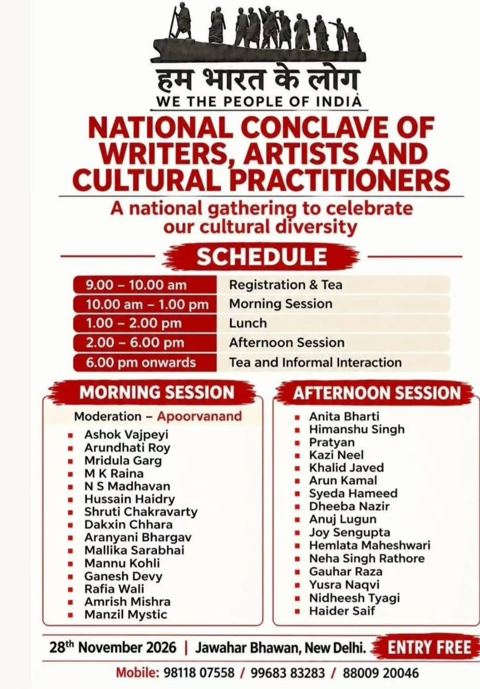 हम भारत के लोग
WE THE PEOPLE OF INDIA
NATIONAL CONCLAVE OF
WRITERS, ARTISTS AND
CULTURAL PRACTITIONERS
A national gathering to celebrate
our cultural diversity
SCHEDULE
9.00 – 10.00 am Registration & Tea
10.00 am – 1.00 pm Morning Session
1.00 – 2.00 pm Lunch
2.00 – 6.00 pm Afternoon Session
6.00 pm onwards Tea and Informal Interaction
MORNING SESSION
Moderation – Apoorvanand
Ashok Vajpeyi
Arundhati Roy
Mridula Garg
M K Raina
N S Madhavan
Hussain Haidry
Shruti Chakravarty
Dakxin Chhara
Aranyani Bhargav
Mallika Sarabhai
Mannu Kohli
Ganesh Devy
Rafia Wali
Amrish Mishra
Manzil Mystic
AFTERNOON SESSION
Anita Bharti
Himanshu Singh
Pratyan
Kazi Neel
Khalid Javed
Arun Kamal
Syeda Hameed
Dheeba Nazir
Anuj Lugun
Joy Sengupta
Hemlata Maheshwari
Neha Singh Rathore
Gauhar Raza
Yusra Naqvi
Nidheesh Tyagi
Haider Saif
28th November 2026 | Jawahar Bhawan, New Delhi. ENTRY FREE
Mobile: 98118 07558 / 99683 83283 / 88009 20046